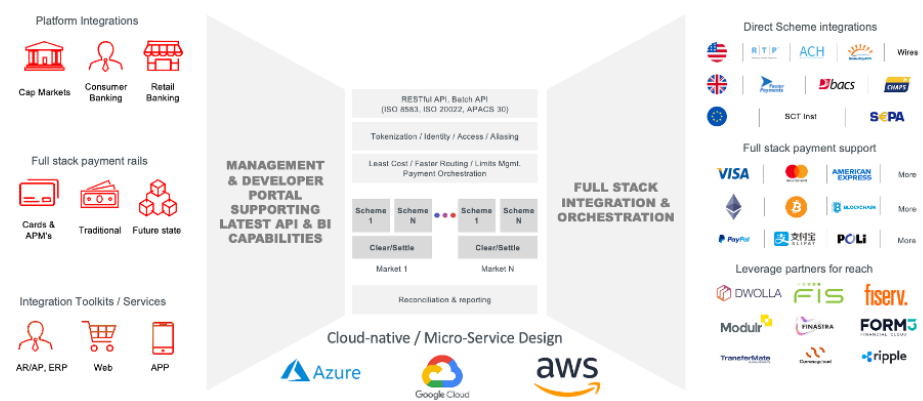 Platform Integrations
Cap Markets
Consumer
Banking
Retail
Banking
Full stack payment rails
Cards &
APM's
Traditional
Future state
Integration Toolkits / Services
AR/AP, ERP
Web
APP
MANAGEMENT
& DEVELOPER
PORTAL
SUPPORTING
LATEST API & BI
CAPABILITIES
RESTful API, Batch API
(ISO 8583, ISO 20022, APACS 30)
Tokenization / Identity / Access / Aliasing
Least Cost / Faster Routing / Limits Mgmt.
Payment Orchestration
Scheme
1
Scheme
N
Scheme
1
Scheme
N
Clear/Settle
Clear/Settle
Market 1
Market N
Reconciliation & reporting
Cloud-native / Micro-Service Design
Azure
Google Cloud
aws
FULL STACK
INTEGRATION &
ORCHESTRATION
Direct Scheme integrations
RTP
ACH
Wires
Faster
Payments
bacs
CHAPS
SCT Inst
S€PA
Full stack payment support
VISA
AMERICAN
EXPRESS
More
BLOCKCHAIN
More
PayPal
支付宝
ALIPAY
POLi
More
Leverage partners for reach
DWOLLA
FIS
fiserv.
Modulr
FINASTRA
FORM3
FINANCIAL CLOUD
TransferMate
ripple